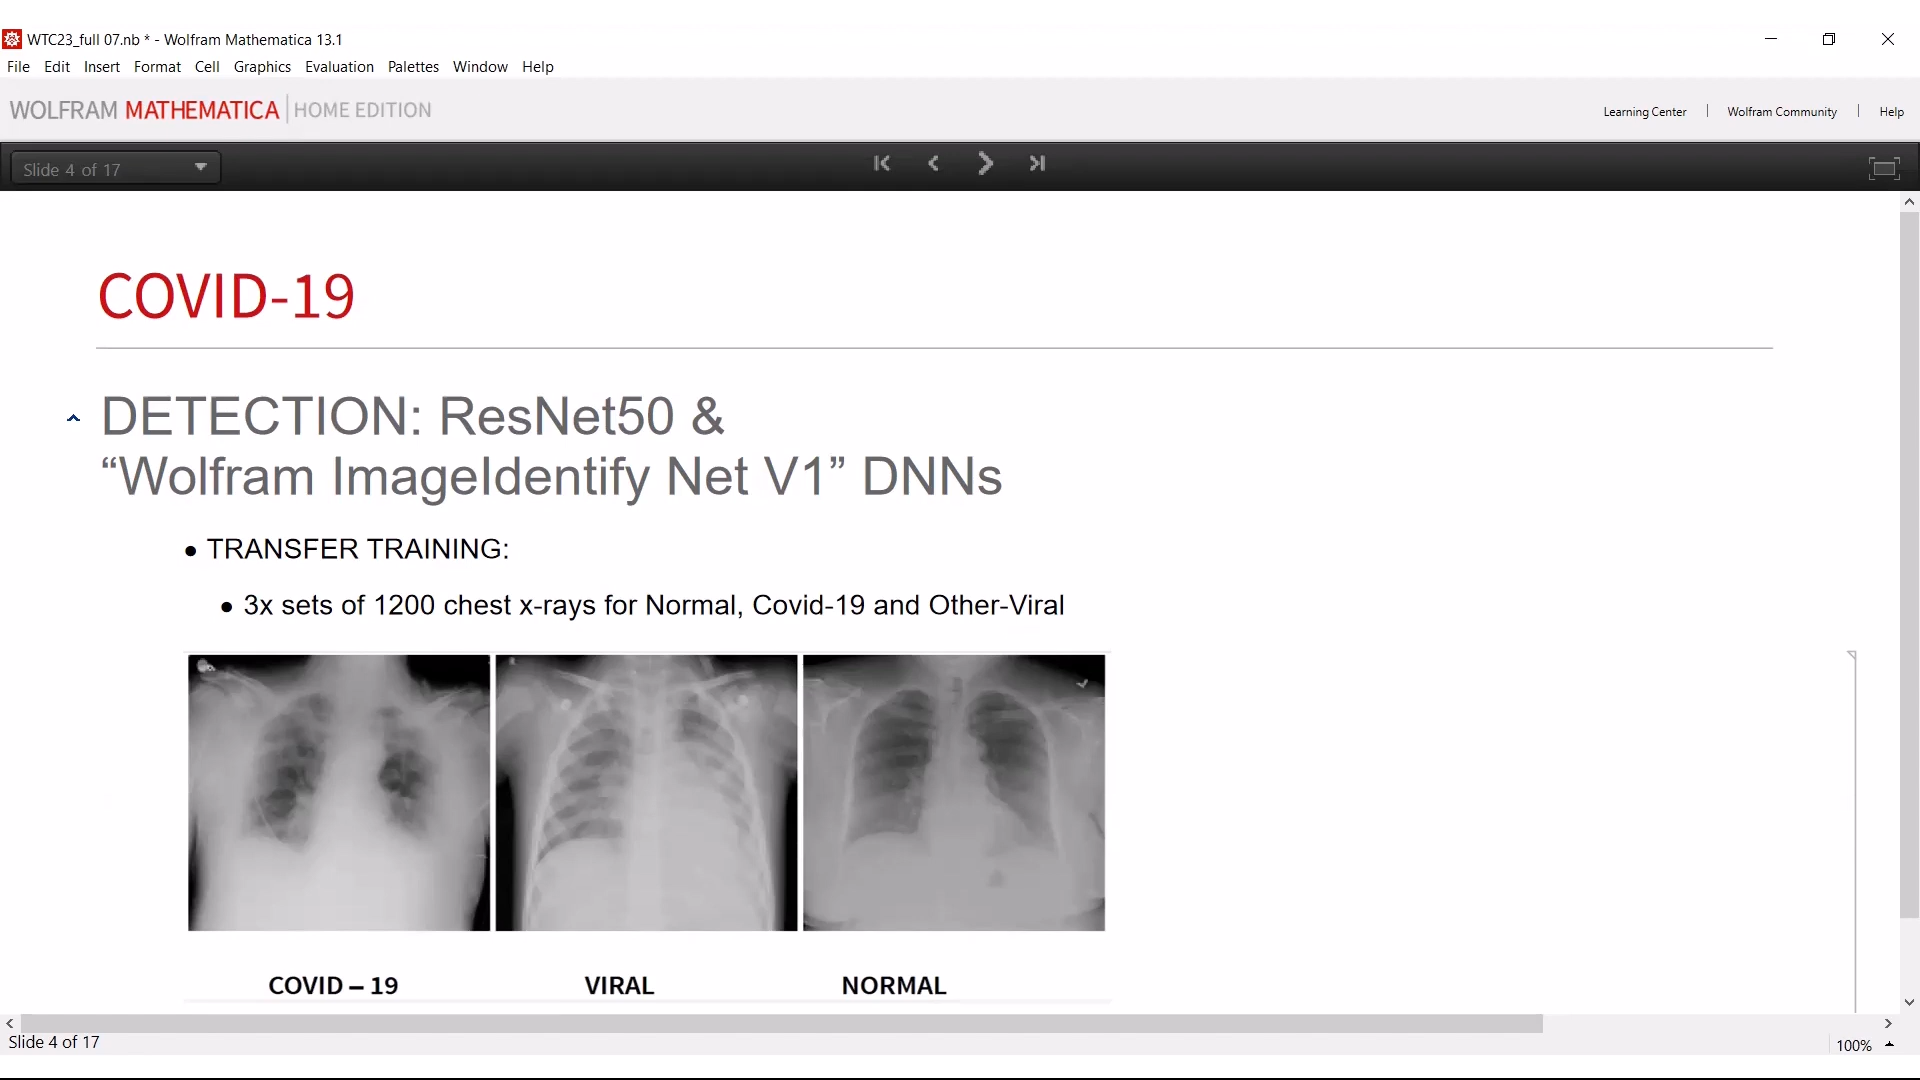 WTC23_full 07.nb * - Wolfram Mathematica 13.1
File Edit Insert Format Cell Graphics Evaluation Palettes Window Help
WOLFRAM MATHEMATICA HOME EDITION
Learning Center Wolfram Community Help
Slide 4 of 17
COVID-19
DETECTION: ResNet50 &
“Wolfram ImageIdentify Net V1” DNNs
● TRANSFER TRAINING:
● 3x sets of 1200 chest x-rays for Normal, Covid-19 and Other-Viral
COVID – 19 VIRAL NORMAL
Slide 4 of 17
100%